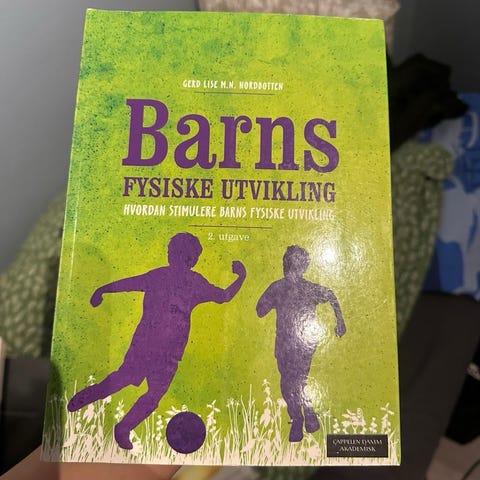 GERD LISE M.N. NORDBOTTEN
Barns
FYSISKE UTVIKLING
HVORDAN STIMULERE BARNS FYSISKE UTVIKLING
2. utgave
CAPPELEN DAMM
AKADEMISK